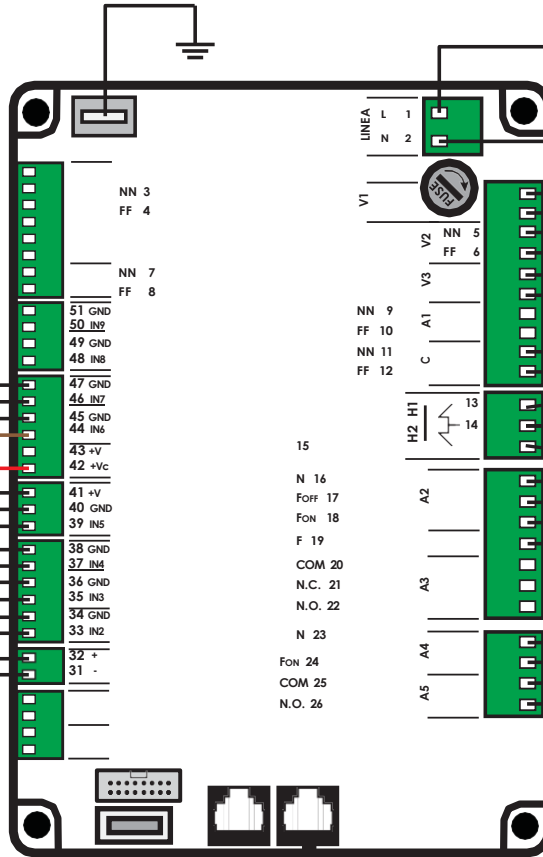 LINEA
L 1
N 2
FUSE
V1
NN 3
FF 4
V2
NN 5
FF 6
V3
NN 7
FF 8
A1
NN 9
FF 10
C
NN 11
FF 12
51 GND
50 IN9
49 GND
48 IN8
47 GND
46 IN7
45 GND
44 IN6
43 +V
42 +Vc
41 +V
40 GND
39 IN5
38 GND
37 IN4
36 GND
35 IN3
34 GND
33 IN2
32 +
31 -
H1
H2
13
14
15
A2
N 16
FOFF 17
FON 18
F 19
A3
COM 20
N.C. 21
N.O. 22
A4
N 23
FON 24
A5
COM 25
N.O. 26